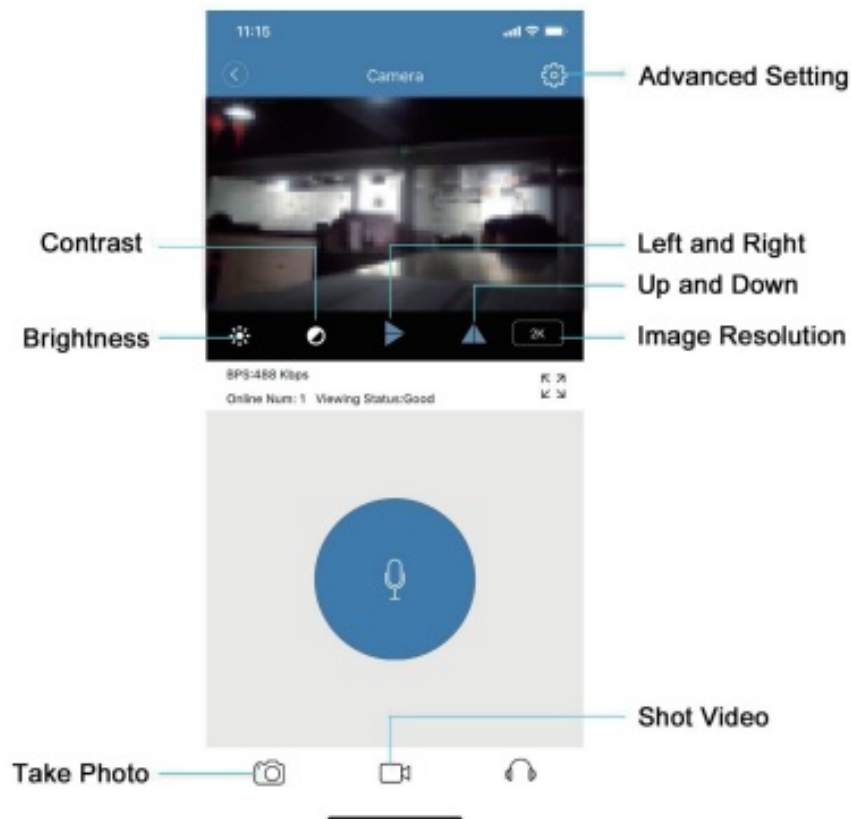 11:15
Camera
Advanced Setting
Contrast
Left and Right
Up and Down
Brightness
2K
Image Resolution
BPS:488 Kbps
Online Num: 1 Viewing Status:Good
Shot Video
Take Photo